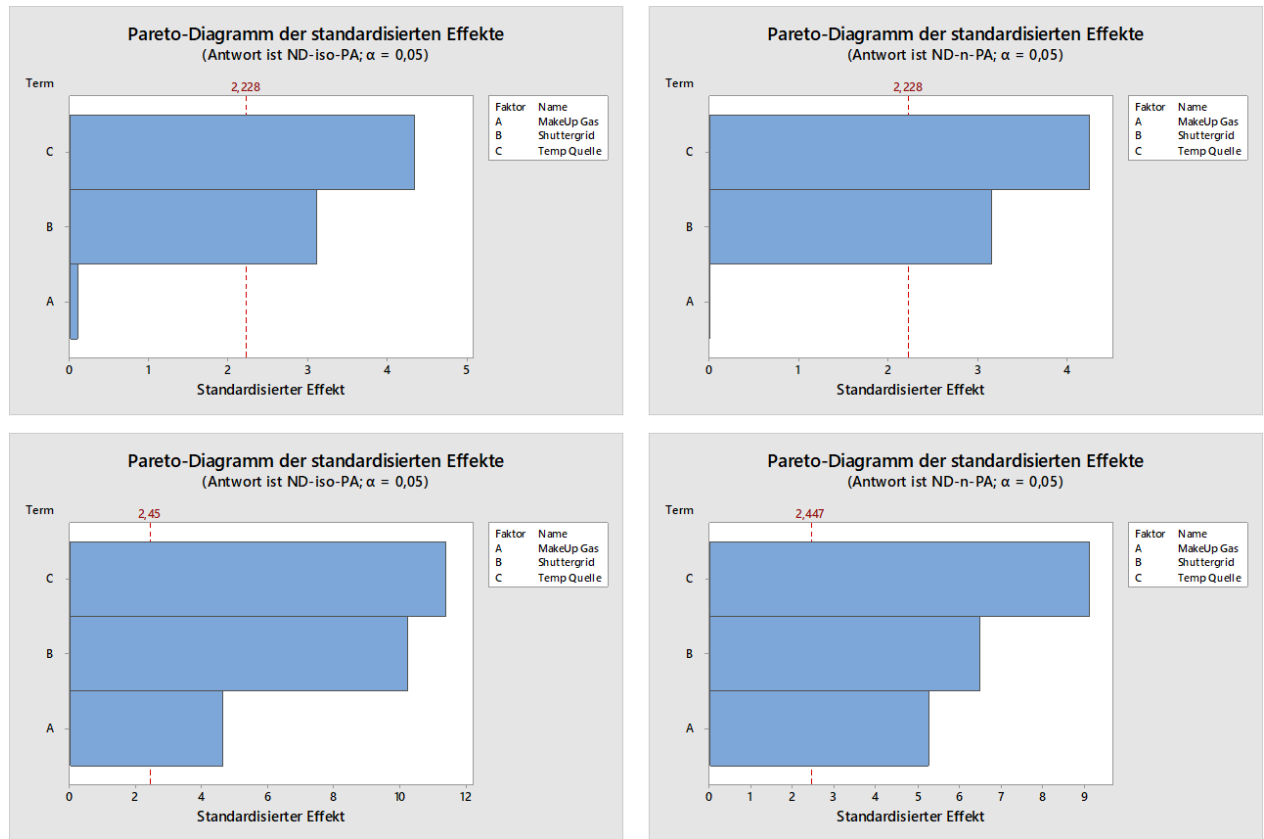 Pareto-Diagramm der standardisierten Effekte
(Antwort ist ND-iso-PA; α = 0,05)
Term
2,228
C
B
A
0 1 2 3 4 5
Standardisierter Effekt
Faktor Name
A MakeUp Gas
B Shuttergrid
C Temp Quelle
Pareto-Diagramm der standardisierten Effekte
(Antwort ist ND-n-PA; α = 0,05)
Term
2,228
C
B
A
0 1 2 3 4
Standardisierter Effekt
Faktor Name
A MakeUp Gas
B Shuttergrid
C Temp Quelle
Pareto-Diagramm der standardisierten Effekte
(Antwort ist ND-iso-PA; α = 0,05)
Term
2,45
C
B
A
0 2 4 6 8 10 12
Standardisierter Effekt
Faktor Name
A MakeUp Gas
B Shuttergrid
C Temp Quelle
Pareto-Diagramm der standardisierten Effekte
(Antwort ist ND-n-PA; α = 0,05)
Term
2,447
C
B
A
0 1 2 3 4 5 6 7 8 9
Standardisierter Effekt
Faktor Name
A MakeUp Gas
B Shuttergrid
C Temp Quelle